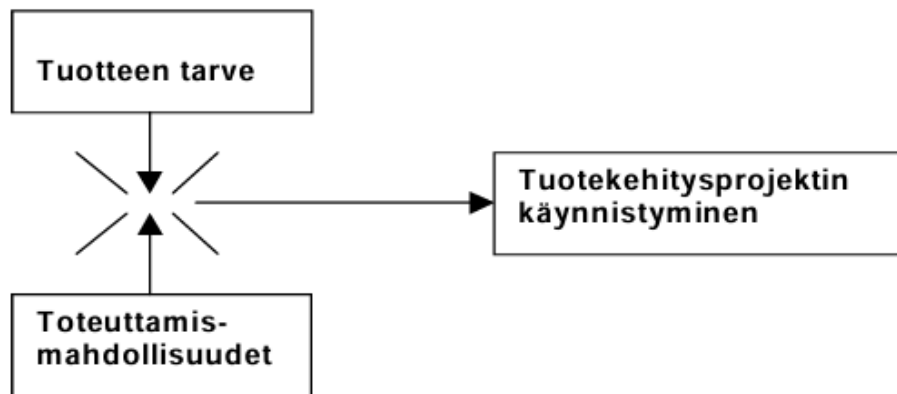 Tuotteen tarve
Tuotekehitysprojektin
käynnistyminen
Toteuttamis-
mahdollisuudet